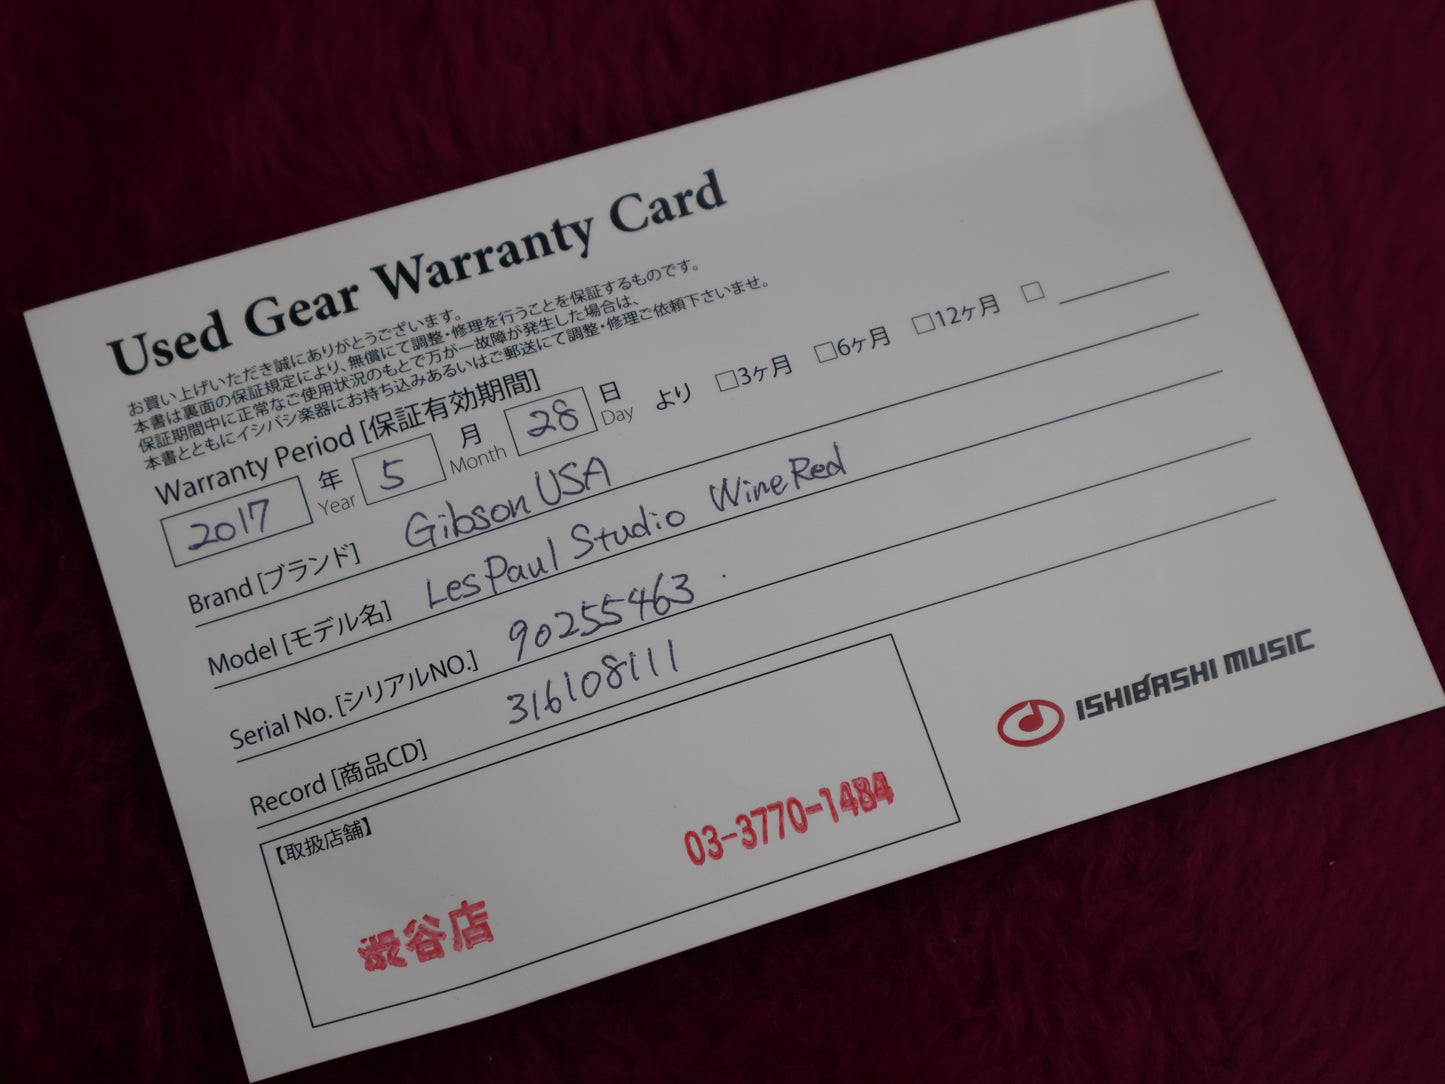 Used Gear Warranty Card
お買い上げいただき誠にありがとうございます。
本書は裏面の保証規定により、無償にて調整・修理を行うことを保証するものです。
保証期間中に正常なご使用状況のもとで万が一故障が発生した場合は、
本書とともにイシバシ楽器にお持ち込みあるいはご郵送にて調整・修理ご依頼下さいませ。
Warranty Period [保証有効期間]
2017 年 Year 5 月 Month 28 日 Day より □3ヶ月 □6ヶ月 □12ヶ月 □
Brand [ブランド] Gibson USA
Model [モデル名] Les Paul Studio Wine Red
Serial No. [シリアルNO.] 90255463
Record [商品CD] 316108111
【取扱店舗】
渋谷店
03-3770-1484
ISHIBASHI MUSIC